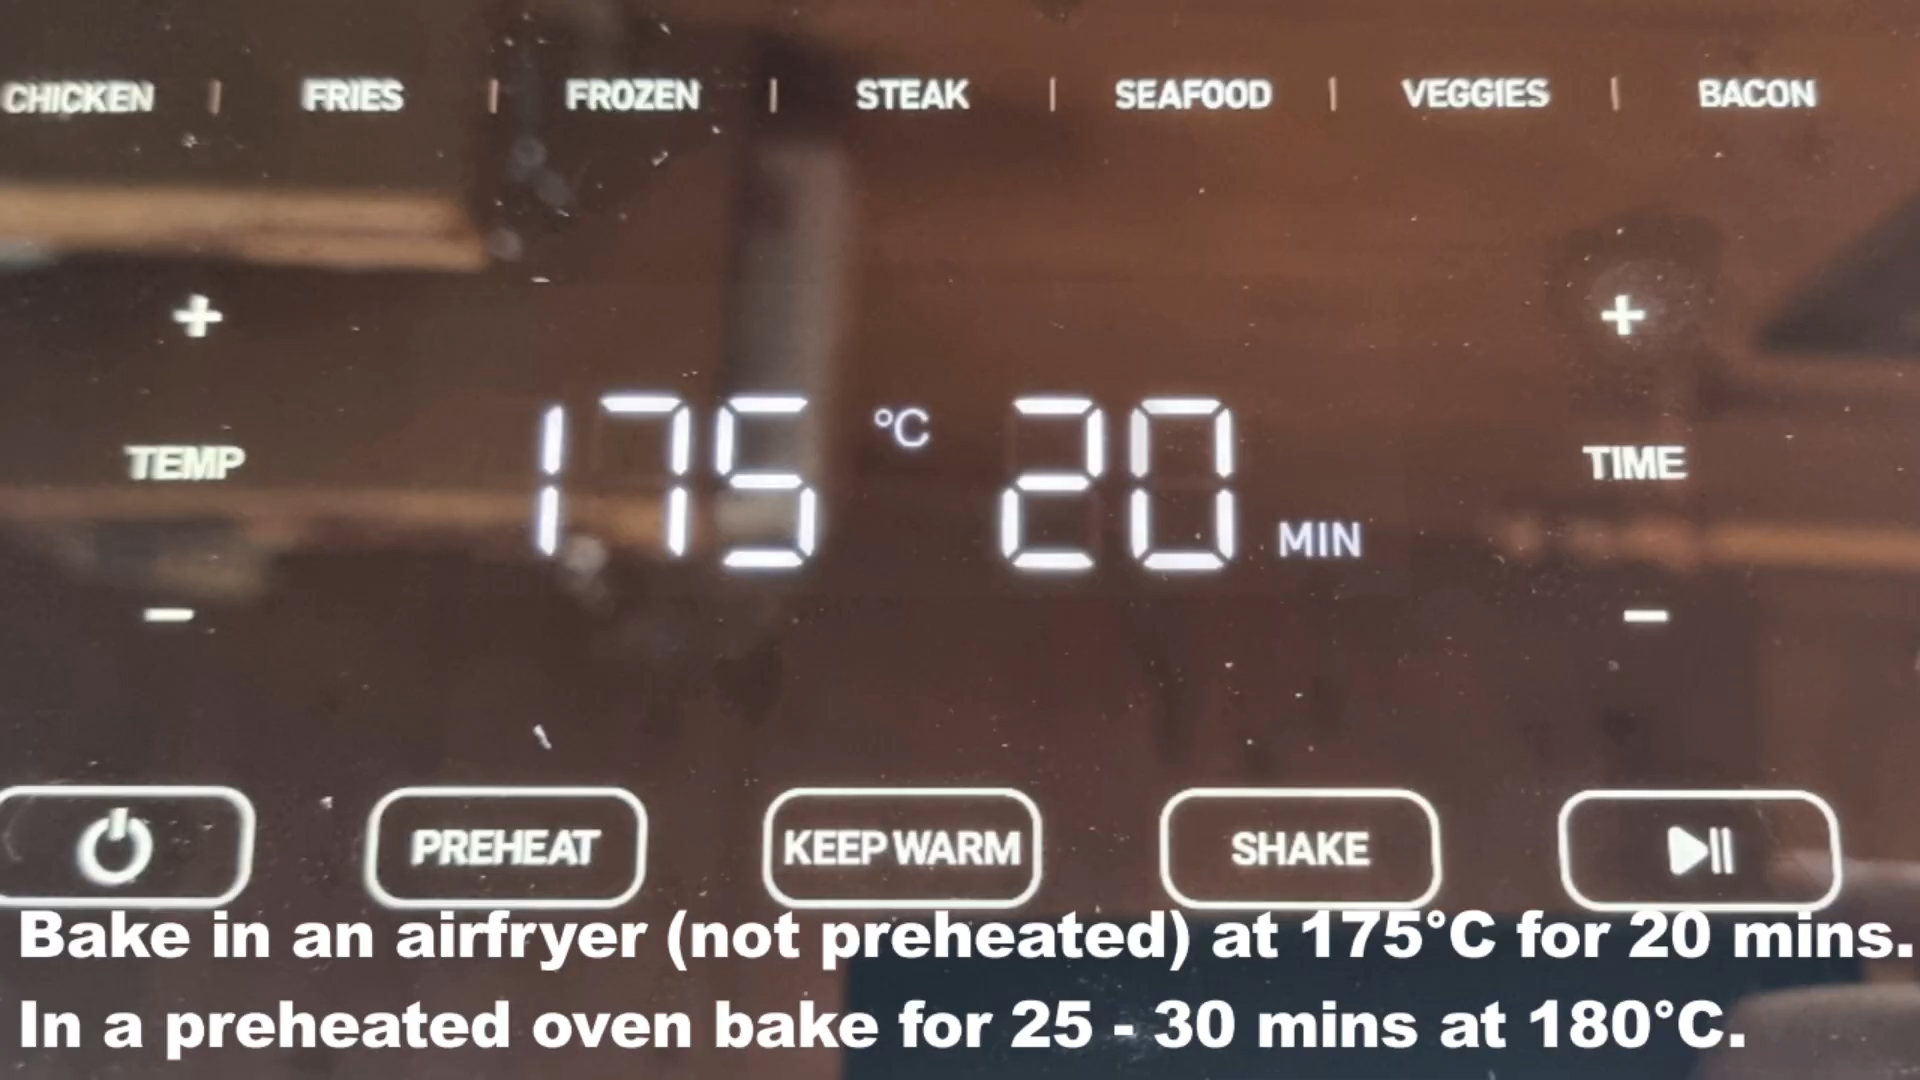 CHICKEN | FRIES | FROZEN | STEAK | SEAFOOD | VEGGIES | BACON
+ +
TEMP 175 °C 20 MIN TIME
- -
PREHEAT KEEP WARM SHAKE
Bake in an airfryer (not preheated) at 175°C for 20 mins.
In a preheated oven bake for 25 - 30 mins at 180°C.